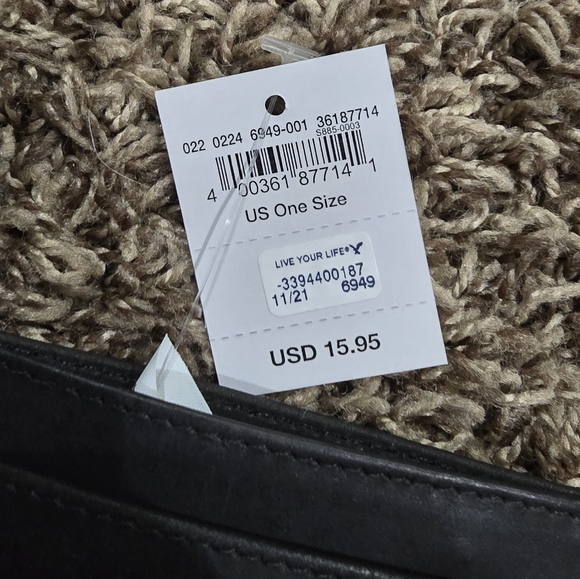 022 0224 6949-001 36187714
S885-0003
4 00361 87714 1
US One Size
LIVE YOUR LIFE®
-3394400187
11/21 6949
USD 15.95